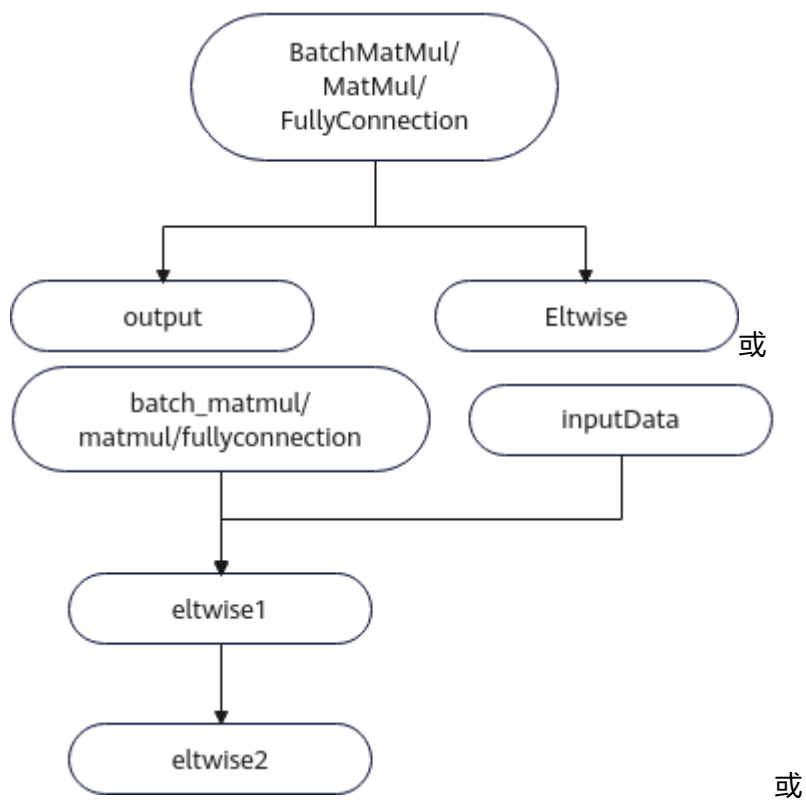 BatchMatMul/
MatMul/
FullyConnection
output
Eltwise
或
batch_matmul/
matmul/fullyconnection
inputData
eltwise1
eltwise2
或